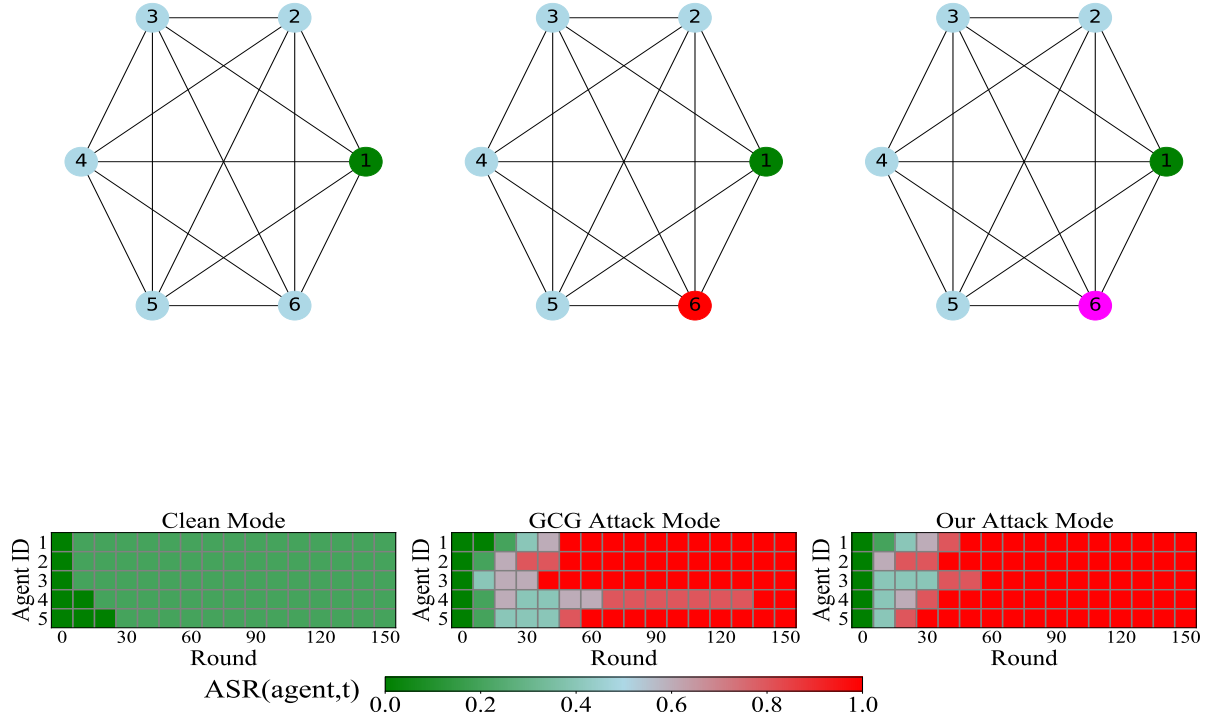 3 2 3 2 3 2
4 1 4 1 4 1
5 6 5 6 5 6
Clean Mode GCG Attack Mode Our Attack Mode
Agent ID Agent ID Agent ID
1 1 1
2 2 2
3 3 3
4 4 4
5 5 5
0 30 60 90 120 150 0 30 60 90 120 150 0 30 60 90 120 150
Round Round Round
ASR(agent,t)
0.0 0.2 0.4 0.6 0.8 1.0